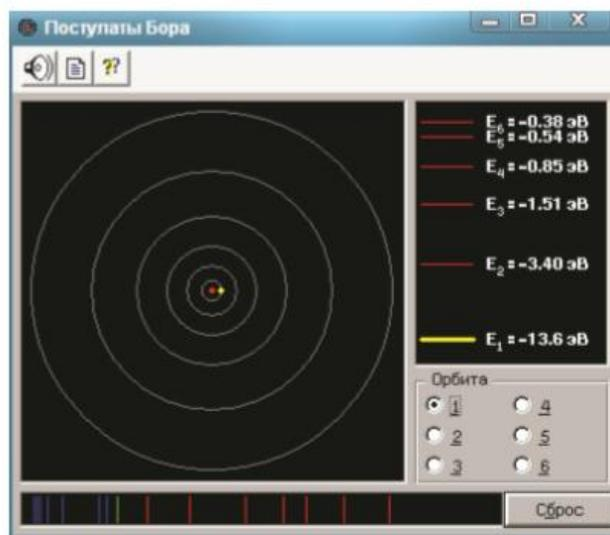 Постулаты Бора
??
E₆ = -0.38 эВ
E₅ = -0.54 эВ
E₄ = -0.85 эВ
E₃ = -1.51 эВ
E₂ = -3.40 эВ
E₁ = -13.6 эВ
Орбита
1 4
2 5
3 6
Сброс